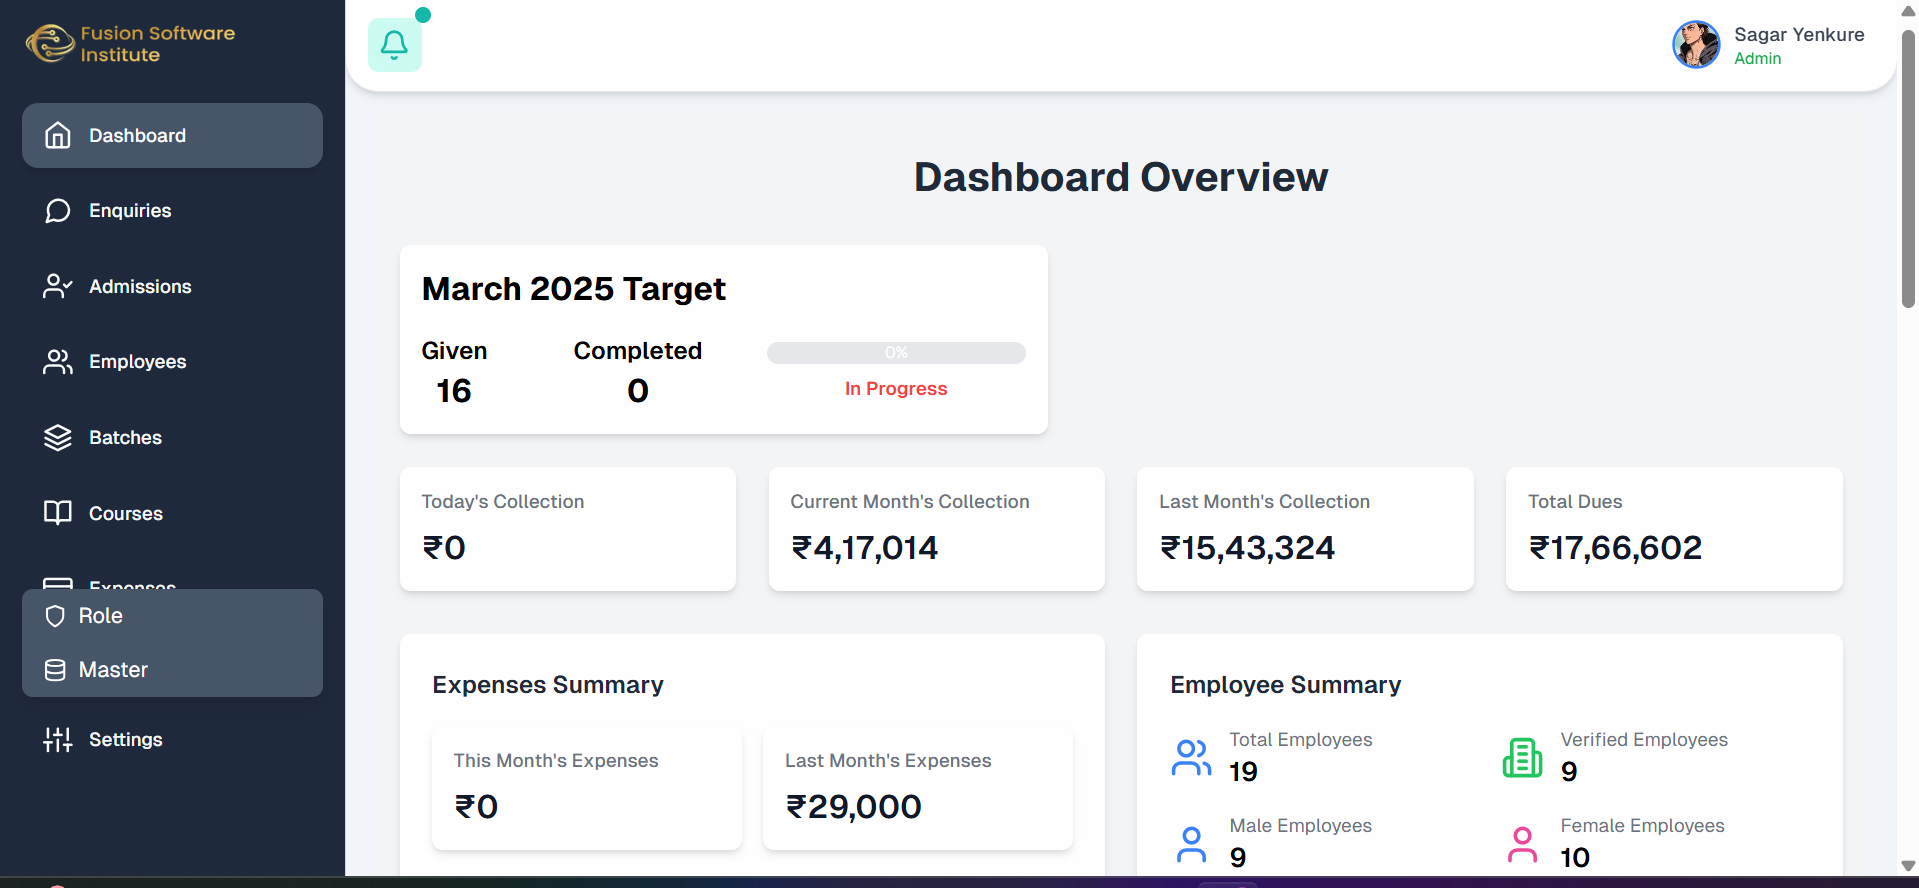 Fusion Software
Institute
Sagar Yenkure
Admin
Dashboard
Enquiries
Admissions
Employees
Batches
Courses
Expenses
Role
Master
Settings
Dashboard Overview
March 2025 Target
Given
16
Completed
0
0%
In Progress
Today's Collection
₹0
Current Month's Collection
₹4,17,014
Last Month's Collection
₹15,43,324
Total Dues
₹17,66,602
Expenses Summary
This Month's Expenses
₹0
Last Month's Expenses
₹29,000
Employee Summary
Total Employees
19
Verified Employees
9
Male Employees
9
Female Employees
10